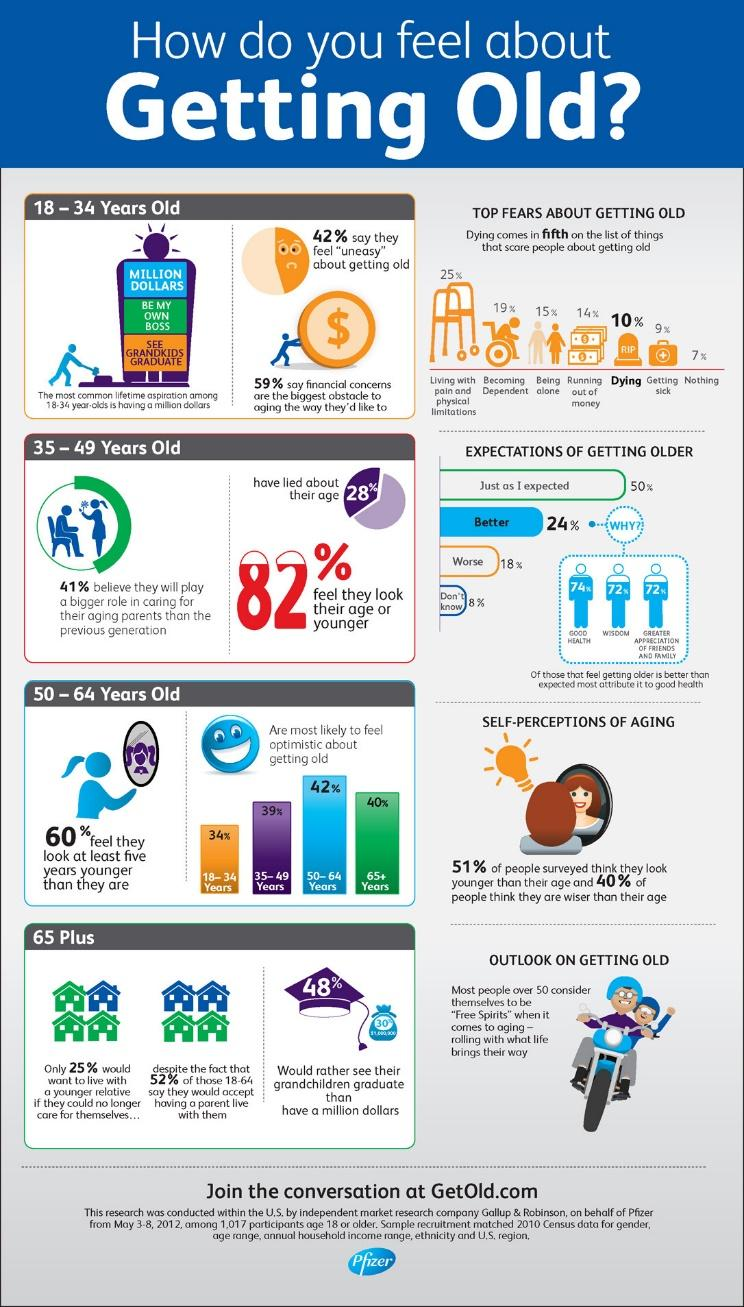 How do you feel about
Getting Old?
18 – 34 Years Old
MILLION
DOLLARS
BE MY
OWN
BOSS
SEE
GRANDKIDS
GRADUATE
The most common lifetime aspiration among
18-34 year-olds is having a million dollars
42% say they
feel “uneasy”
about getting old
$
59% say financial concerns
are the biggest obstacle to
aging the way they’d like to
35 – 49 Years Old
41% believe they will play
a bigger role in caring for
their aging parents than the
previous generation
have lied about
their age
28%
82%
feel they look
their age or
younger
50 – 64 Years Old
60% feel they
look at least five
years younger
than they are
Are most likely to feel
optimistic about
getting old
34%
18– 34
Years
39%
35– 49
Years
42%
50– 64
Years
40%
65+
Years
65 Plus
Only 25% would
want to live with
a younger relative
if they could no longer
care for themselves...
despite the fact that
52% of those 18-64
say they would accept
having a parent live
with them
48%
30%
$1,000,000
Would rather see their
grandchildren graduate
than
have a million dollars
TOP FEARS ABOUT GETTING OLD
Dying comes in fifth on the list of things
that scare people about getting old
25%
19%
15%
14%
10%
9%
7%
RIP
Living with
pain and
physical
limitations
Becoming
Dependent
Being
alone
Running
out of
money
Dying
Getting
sick
Nothing
EXPECTATIONS OF GETTING OLDER
Just as I expected 50%
Better 24%
WHY?
Worse 18%
Don't
know 8%
74%
72%
72%
GOOD
HEALTH
WISDOM
GREATER
APPRECIATION
OF FRIENDS
AND FAMILY
Of those that feel getting older is better than
expected most attribute it to good health
SELF-PERCEPTIONS OF AGING
51% of people surveyed think they look
younger than their age and 40% of
people think they are wiser than their age
OUTLOOK ON GETTING OLD
Most people over 50 consider
themselves to be
“Free Spirits” when it
comes to aging –
rolling with what life
brings their way
Join the conversation at GetOld.com
This research was conducted within the U.S. by independent market research company Gallup & Robinson, on behalf of Pfizer
from May 3-8, 2012, among 1,017 participants age 18 or older. Sample recruitment matched 2010 Census data for gender,
age range, annual household income range, ethnicity and U.S. region.
Pfizer